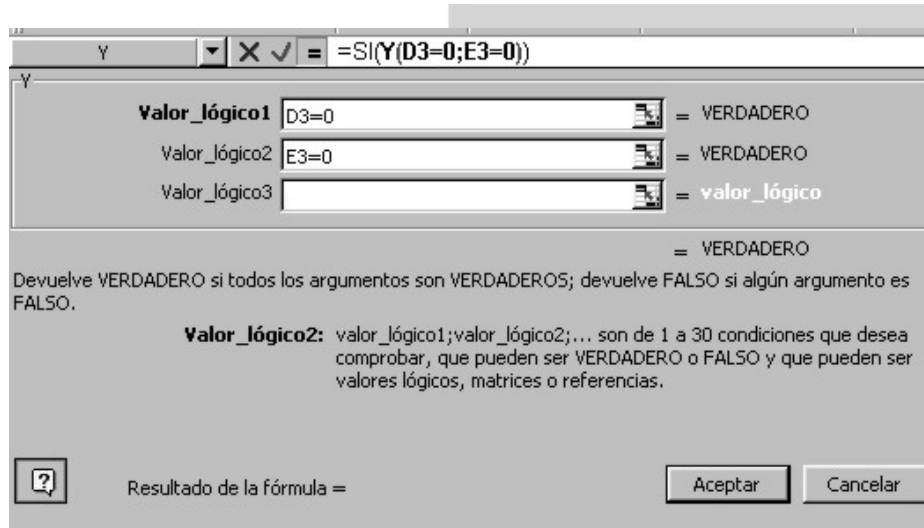 Y = =SI(Y(D3=0;E3=0))
Y
Valor_lógico1 D3=0 = VERDADERO
Valor_lógico2 E3=0 = VERDADERO
Valor_lógico3 = valor_lógico
= VERDADERO
Devuelve VERDADERO si todos los argumentos son VERDADEROS; devuelve FALSO si algún argumento es
FALSO.
Valor_lógico2: valor_lógico1;valor_lógico2;... son de 1 a 30 condiciones que desea
comprobar, que pueden ser VERDADERO o FALSO y que pueden ser
valores lógicos, matrices o referencias.
? Resultado de la fórmula = Aceptar Cancelar